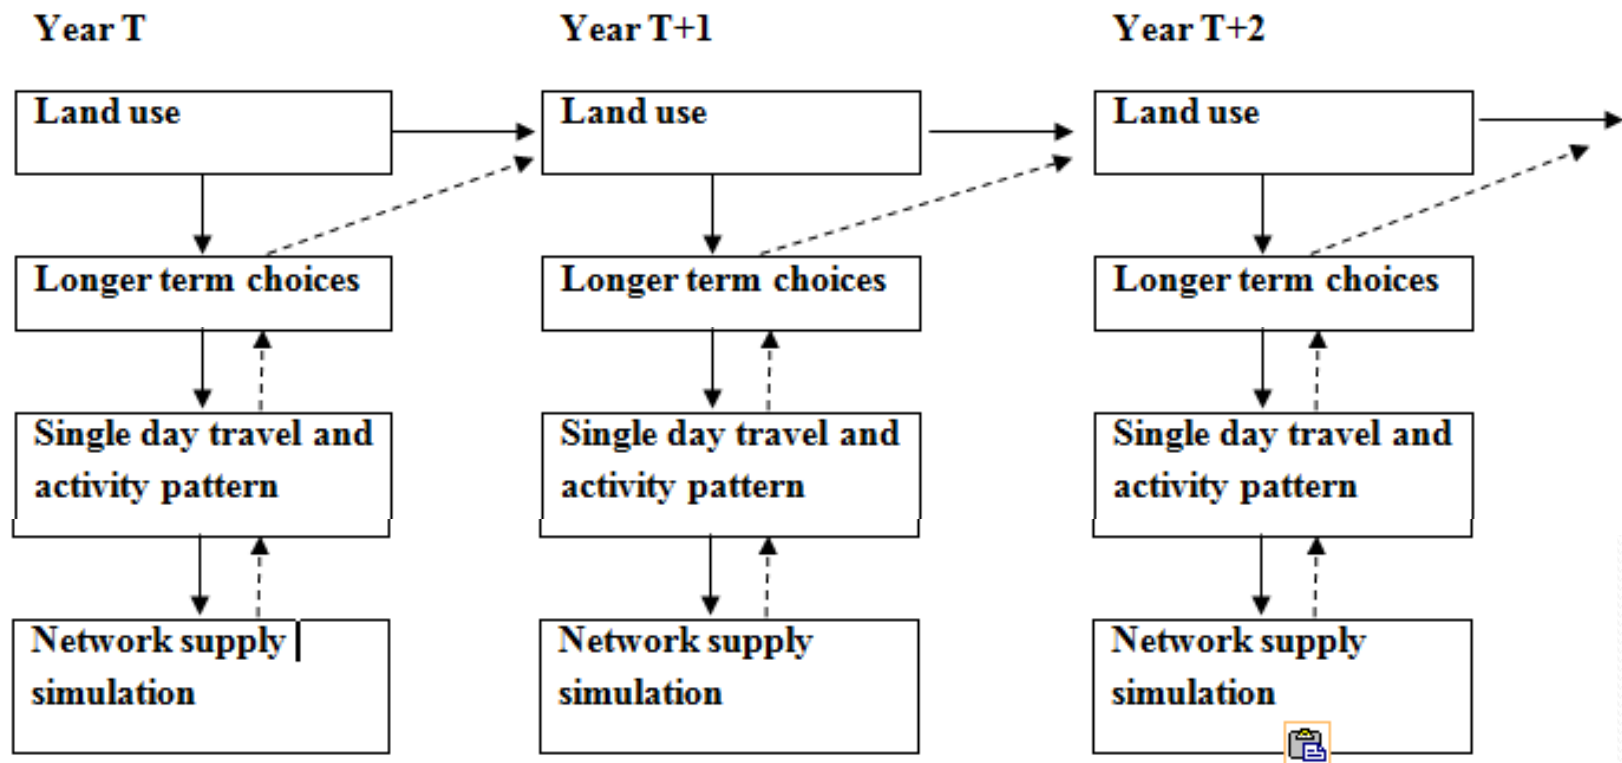 Year T
Year T+1
Year T+2
Land use
Land use
Land use
Longer term choices
Longer term choices
Longer term choices
Single day travel and
activity pattern
Single day travel and
activity pattern
Single day travel and
activity pattern
Network supply
simulation
Network supply
simulation
Network supply
simulation